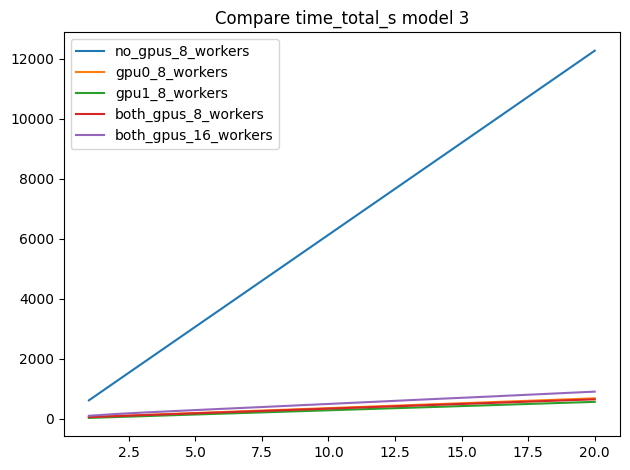 Compare time_total_s model 3
no_gpus_8_workers
gpu0_8_workers
gpu1_8_workers
both_gpus_8_workers
both_gpus_16_workers
12000
10000
8000
6000
4000
2000
0
2.5 5.0 7.5 10.0 12.5 15.0 17.5 20.0